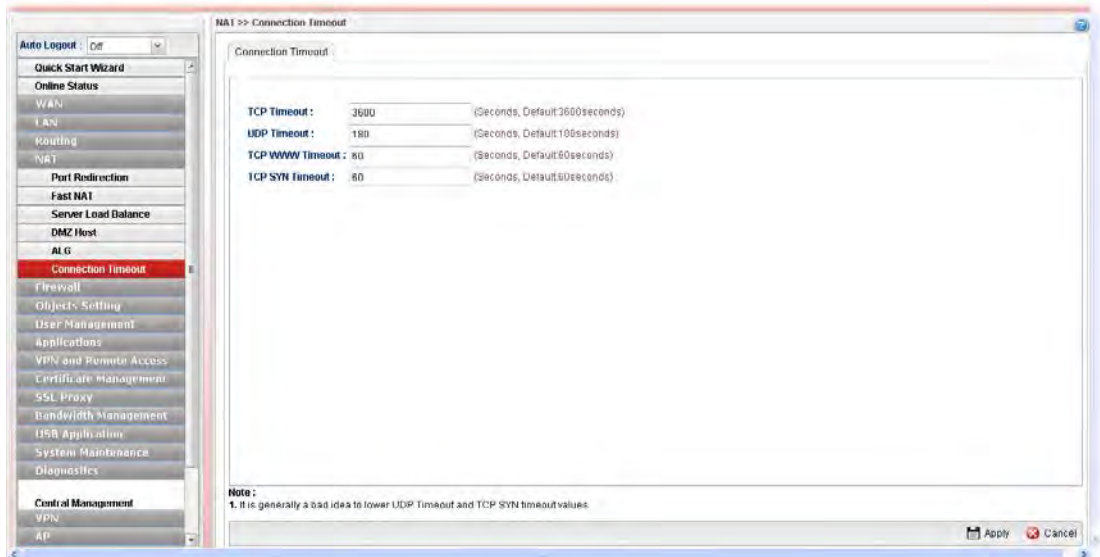 NAT >> Connection Timeout
Auto Logout : Off
Quick Start Wizard
Online Status
WAN
LAN
Routing
NAT
Port Redirection
Fast NAT
Server Load Balance
DMZ Host
ALG
Connection Timeout
Firewall
Objects Setting
User Management
Applications
VPN and Remote Access
Certificate Management
SSL Proxy
Bandwidth Management
USB Application
System Maintenance
Diagnostics
Central Management
VPN
AP
Connection Timeout
TCP Timeout : 3600 (Seconds, Default:3600seconds)
UDP Timeout : 180 (Seconds, Default:180seconds)
TCP WWW Timeout : 60 (Seconds, Default:60seconds)
TCP SYN Timeout : 60 (Seconds, Default:60seconds)
Note :
1. It is generally a bad idea to lower UDP Timeout and TCP SYN timeout values.
Apply Cancel